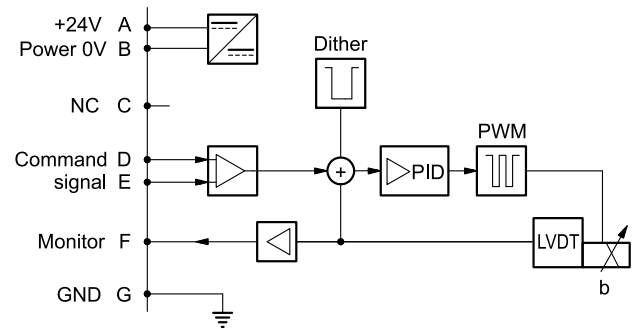 +24V A
Power 0V B
Dither
NC C
PWM
Command D
signal E
+
PID
Monitor F
LVDT
b
GND G